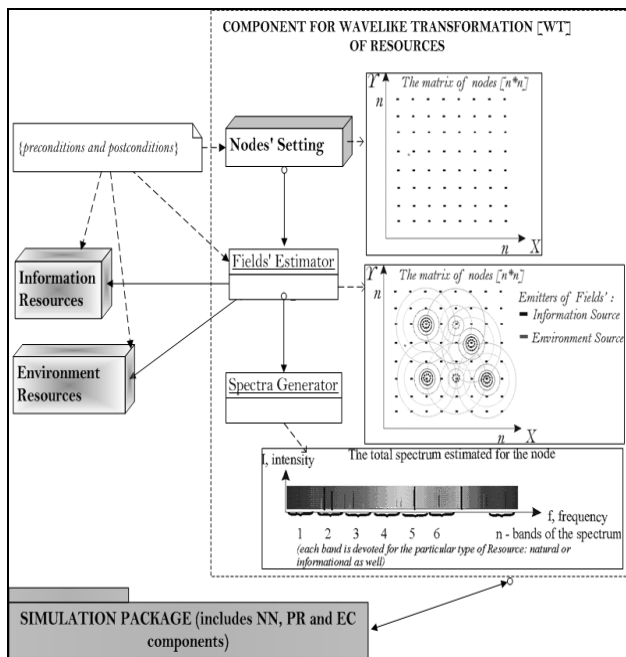 COMPONENT FOR WAVELIKE TRANSFORMATION [WT]
OF RESOURCES
Y
The matrix of nodes [n*n]
n
n
X
{preconditions and postconditions}
Nodes' Setting
Fields' Estimator
Information
Resources
Environment
Resources
Y
The matrix of nodes [n*n]
n
Emitters of Fields' :
Information Source
Environment Source
n
X
Spectra Generator
The total spectrum estimated for the node
I, intensity
f, frequency
1 2 3 4 5 6 n - bands of the spectrum
(each band is devoted for the particular type of Resource: natural or
informational as well)
SIMULATION PACKAGE (includes NN, PR and EC
components)